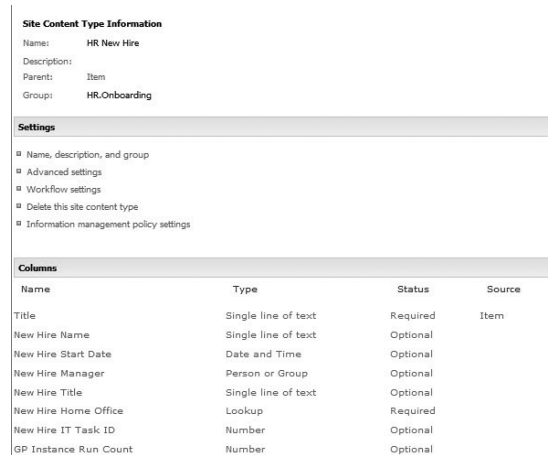 Site Content Type Information
Name: HR New Hire
Description:
Parent: Item
Group: HR.Onboarding
Settings
Name, description, and group
Advanced settings
Workflow settings
Delete this site content type
Information management policy settings
Columns
Name Type Status Source
Title Single line of text Required Item
New Hire Name Single line of text Optional
New Hire Start Date Date and Time Optional
New Hire Manager Person or Group Optional
New Hire Title Single line of text Optional
New Hire Home Office Lookup Required
New Hire IT Task ID Number Optional
GP Instance Run Count Number Optional